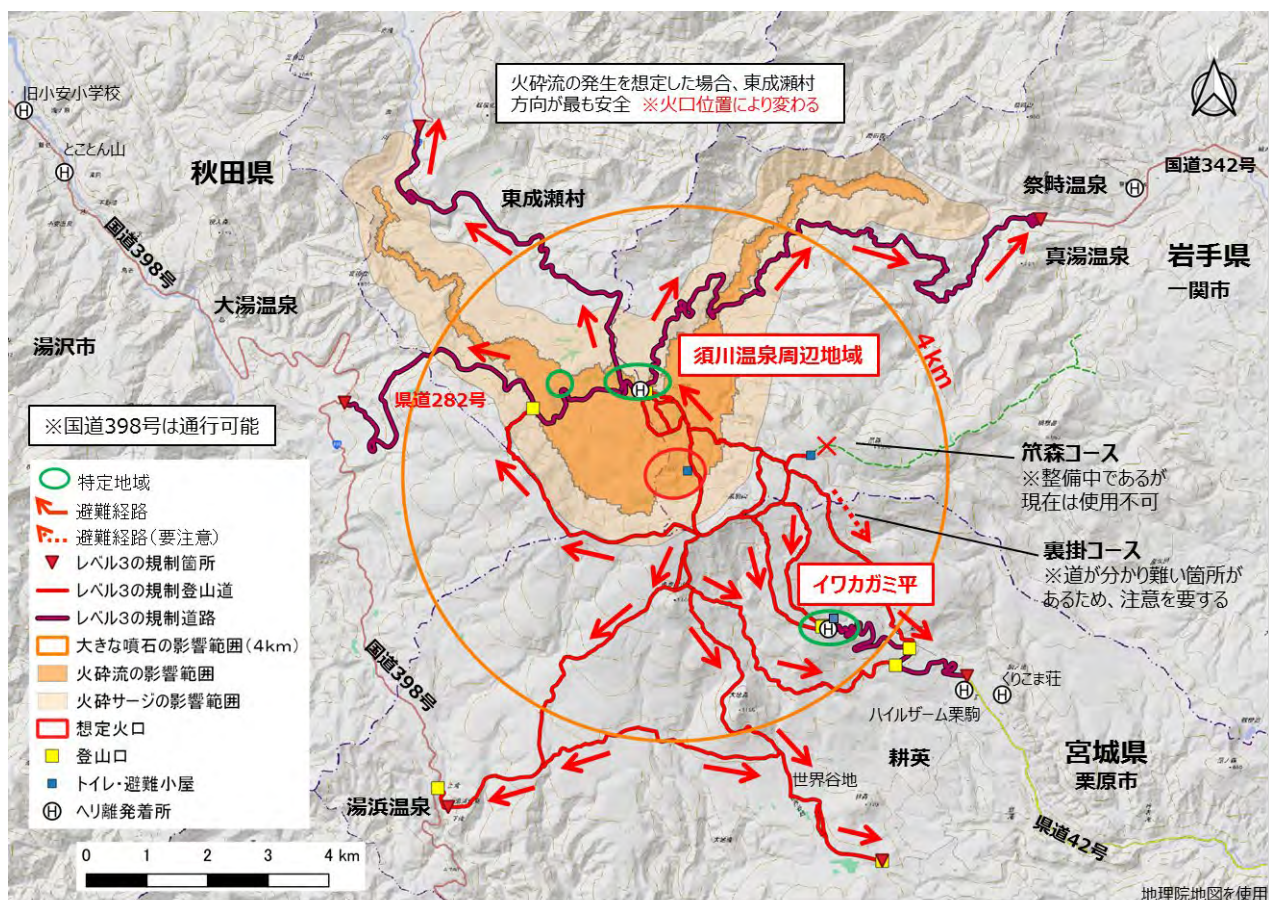 火砕流の発生を想定した場合、東成瀬村
方向が最も安全 ※火口位置により変わる
旧小安小学校
H
とことん山
H
秋田県
東成瀬村
国道342号
祭畤温泉
H
真湯温泉
岩手県
一関市
国道398号
大湯温泉
湯沢市
4km
須川温泉周辺地域
H
県道282号
※国道398号は通行可能
笊森コース
※整備中であるが
現在は使用不可
裏掛コース
※道が分かり難い箇所が
あるため、注意を要する
イワカガミ平
H
特定地域
避難経路
避難経路(要注意)
レベル3の規制箇所
レベル3の規制登山道
レベル3の規制道路
大きな噴石の影響範囲(4km)
火砕流の影響範囲
火砕サージの影響範囲
想定火口
登山口
トイレ・避難小屋
H ヘリ離発着所
国道398号
くりこま荘
H
H
ハイルザーム栗駒
耕英
宮城県
栗原市
世界谷地
湯浜温泉
県道42号
0 1 2 3 4 km
地理院地図を使用